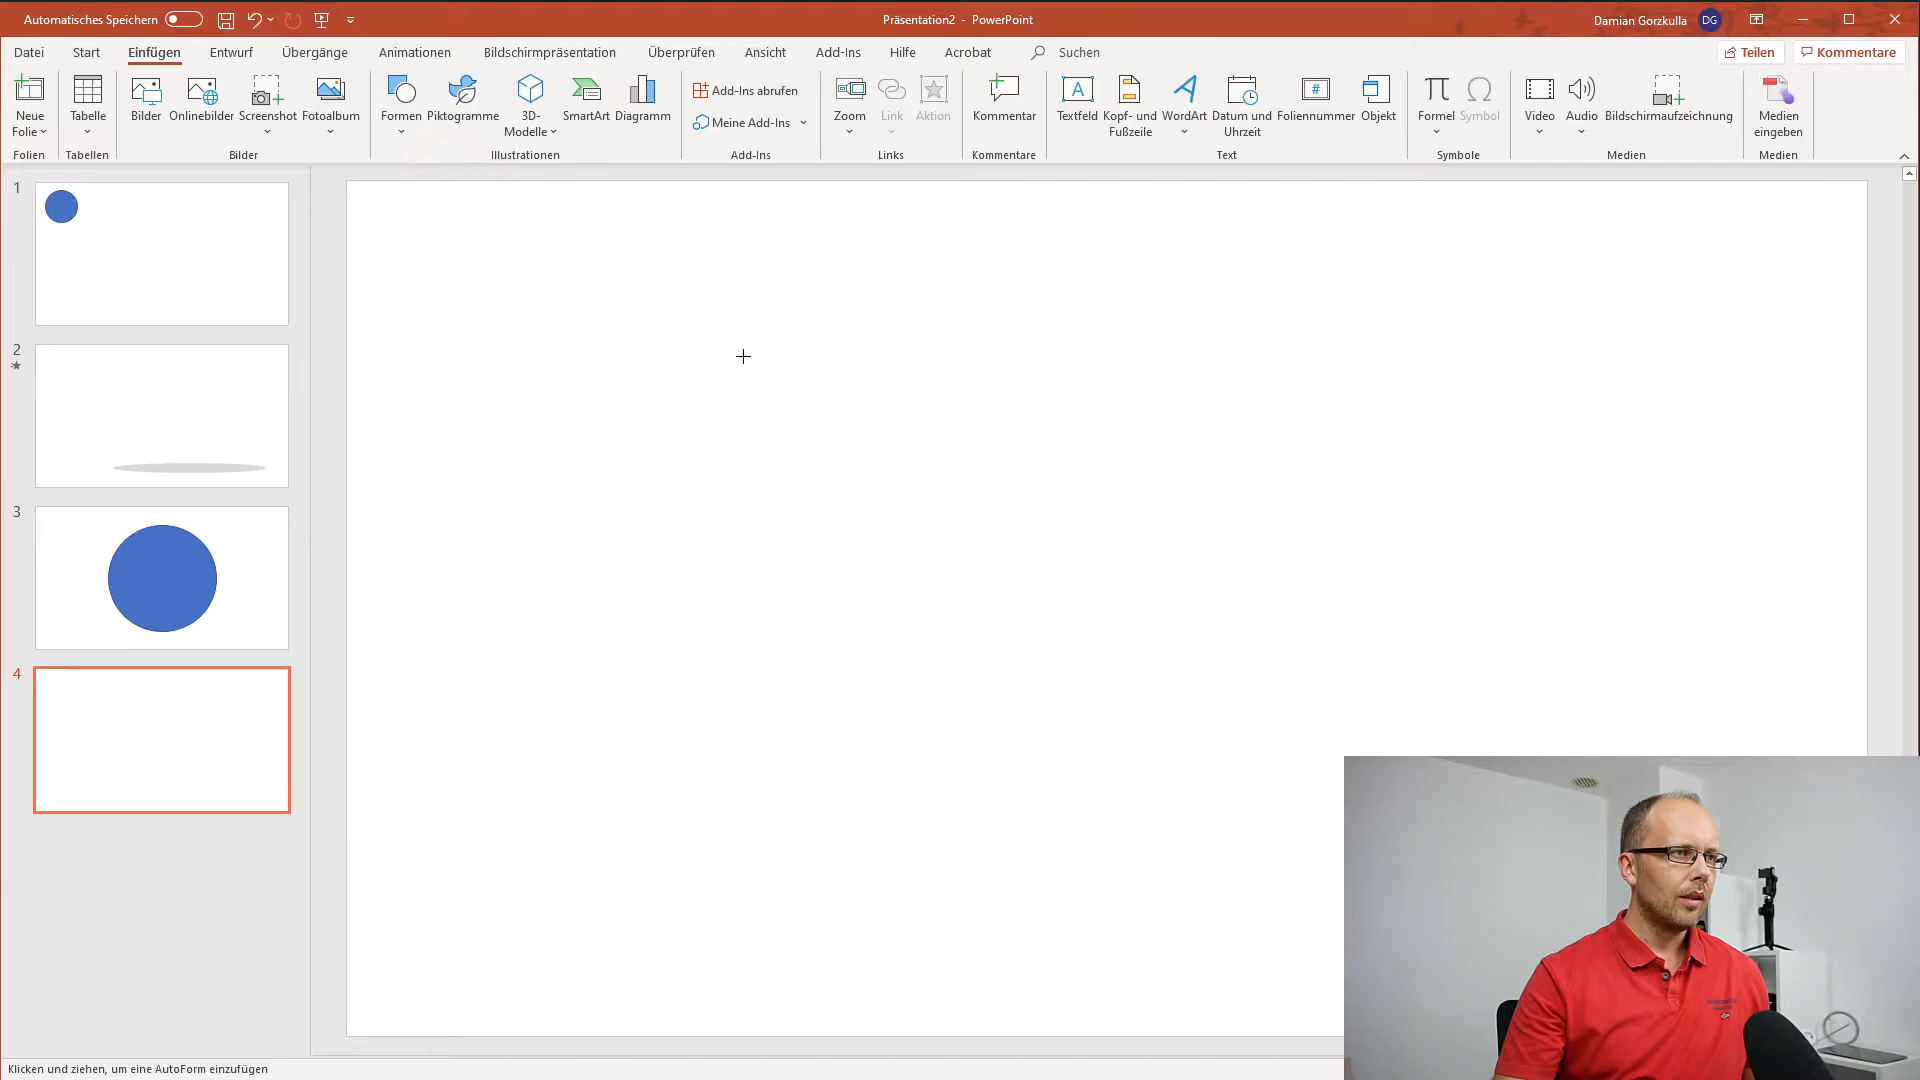 Automatisches Speichern
Präsentation2 - PowerPoint
Damian Gorzkulla DG
Datei Start Einfügen Entwurf Übergänge Animationen Bildschirmpräsentation Überprüfen Ansicht Add-Ins Hilfe Acrobat Suchen Teilen Kommentare
Neue Folie
Tabelle
Bilder
Onlinebilder
Screenshot
Fotoalbum
Formen
Piktogramme
3D-Modelle
SmartArt
Diagramm
Add-Ins abrufen
Meine Add-Ins
Zoom
Link
Aktion
Kommentar
A
Textfeld
Kopf- und Fußzeile
WordArt
Datum und Uhrzeit
#
Foliennummer
Objekt
Formel
Symbol
Video
Audio
Bildschirmaufzeichnung
Medien eingeben
Folien Tabellen Bilder Illustrationen Add-Ins Links Kommentare Text Symbole Medien Medien
1
2
3
4
Klicken und ziehen, um eine AutoForm einzufügen